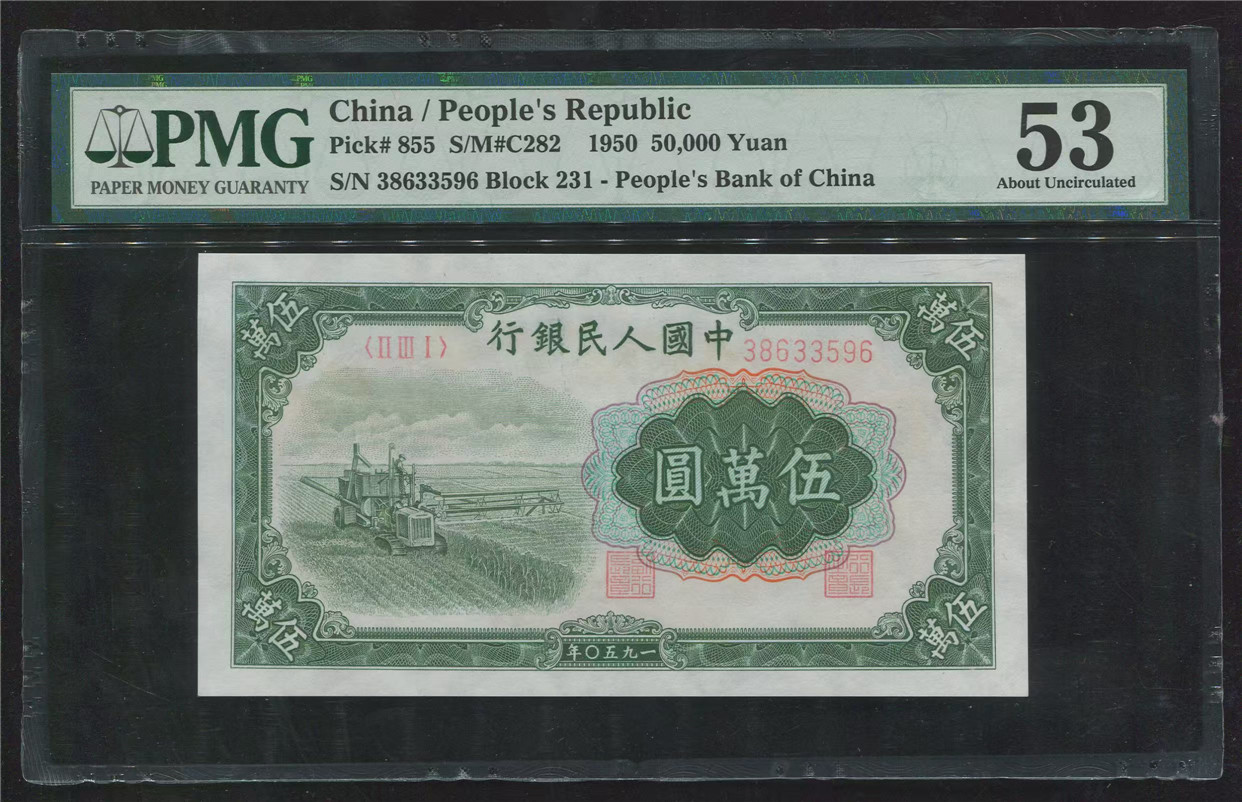 PMG
PAPER MONEY GUARANTY
China / People's Republic
Pick# 855 S/M#C282 1950 50,000 Yuan
S/N 38633596 Block 231 - People's Bank of China
53
About Uncirculated
伍萬
伍萬
〈II III I〉
中國人民銀行
38633596
伍萬圓
伍萬
伍萬
一九五〇年